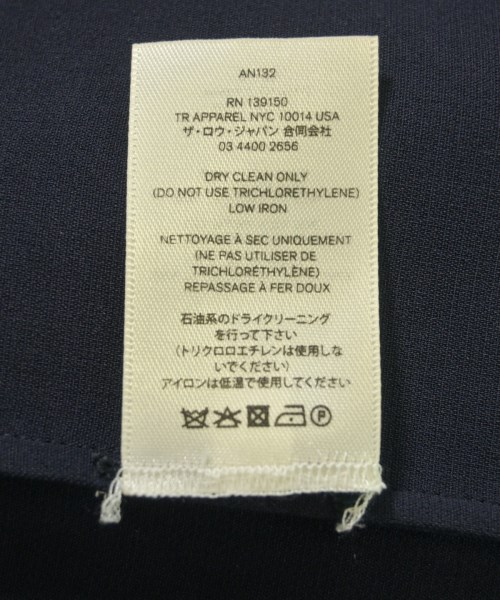 AN132
RN 139150
TR APPAREL NYC 10014 USA
ザ・ロウ・ジャパン 合同会社
03 4400 2656
DRY CLEAN ONLY
(DO NOT USE TRICHLORETHYLENE)
LOW IRON
NETTOYAGE À SEC UNIQUEMENT
(NE PAS UTILISER DE
TRICHLORÉTHYLÈNE)
REPASSAGE À FER DOUX
石油系のドライクリーニング
を行って下さい
(トリクロロエチレンは使用しな
いでください)
アイロンは低温で使用してください
P